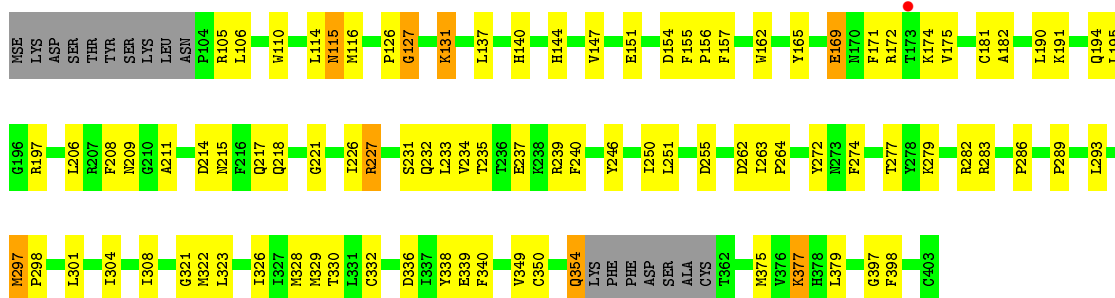 MSE LYS ASP SER THR TYR SER LYS LEU ASN P104 R105 L106 W110 L114 N115 M116 P126 G127 K131 L137 H140 H144 V147 E151 D154 F155 P156 F157 W162 Y165 E169 N170 F171 R172 T173 K174 V175 C181 A182 L190 K191 Q194 L195
G196 R197 L206 R207 F208 N209 G210 A211 D214 N215 F216 Q217 Q218 G221 I226 R227 S231 Q232 L233 V234 T235 T236 E237 K238 R239 F240 Y246 I250 L251 D255 D262 I263 P264 Y272 N273 F274 T277 Y278 K279 R282 R283 P286 P289 L293
M297 P298 L301 I304 I308 G321 M322 L323 I326 I327 M328 M329 T330 L331 C332 D336 I337 Y338 E339 F340 V349 C350 Q354 LYS PHE PHE ASP SER ALA CYS T362 M375 V376 K377 H378 L379 G397 F398 C403